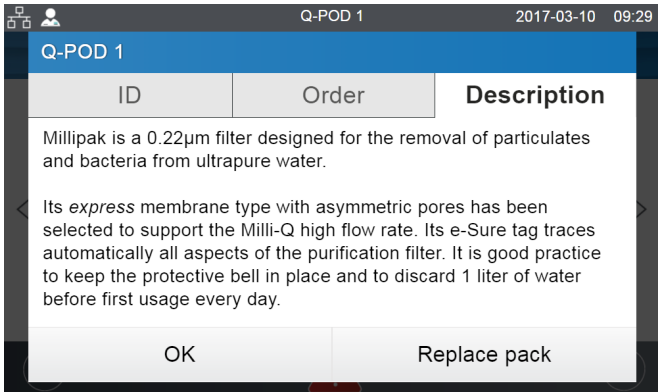 Q-POD 1 2017-03-10 09:29
Q-POD 1
ID Order Description
Millipak is a 0.22µm filter designed for the removal of particulates
and bacteria from ultrapure water.
Its express membrane type with asymmetric pores has been
selected to support the Milli-Q high flow rate. Its e-Sure tag traces
automatically all aspects of the purification filter. It is good practice
to keep the protective bell in place and to discard 1 liter of water
before first usage every day.
OK Replace pack